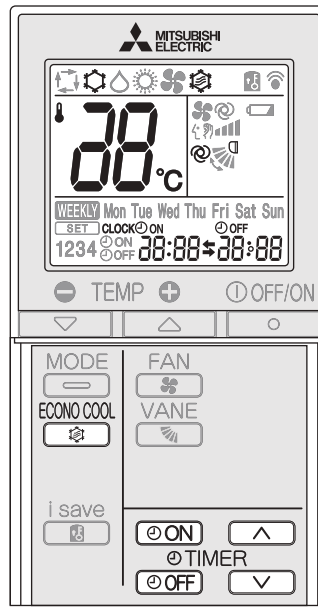 MITSUBISHI
ELECTRIC
88°C
WEEKLY Mon Tue Wed Thu Fri Sat Sun
SET CLOCK ON OFF
1234 ON OFF 88:88 88:88
TEMP OFF/ON
MODE FAN
ECONO COOL VANE
i save
ON
TIMER
OFF